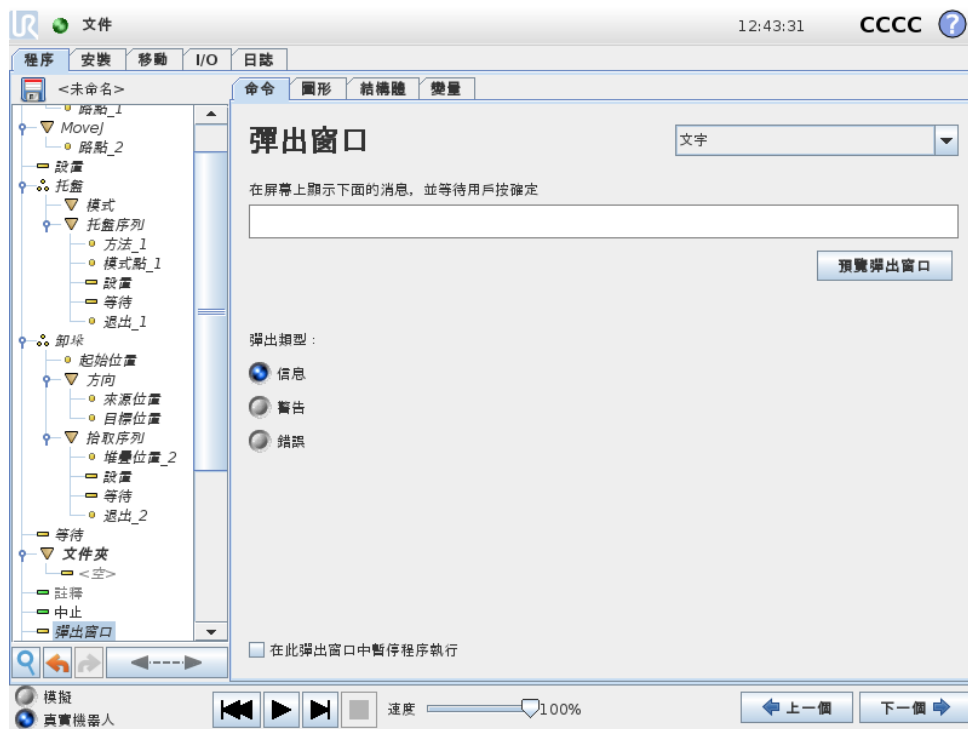 UR 文件 12:43:31 CCCC ?
程序 安裝 移動 I/O 日誌
<未命名>
命令 圖形 結構體 變量
路點_1
MoveJ
路點_2
設置
托盤
模式
托盤序列
方法_1
模式點_1
設置
等待
退出_1
卸垛
起始位置
方向
來源位置
目標位置
拾取序列
堆疊位置_2
設置
等待
退出_2
等待
文件夾
<空>
註釋
中止
彈出窗口
彈出窗口
文字
在屏幕上顯示下面的消息，並等待用戶按確定
預覽彈出窗口
彈出類型：
信息
警告
錯誤
在此彈出窗口中暫停程序執行
模擬
真實機器人
速度 100%
上一個 下一個